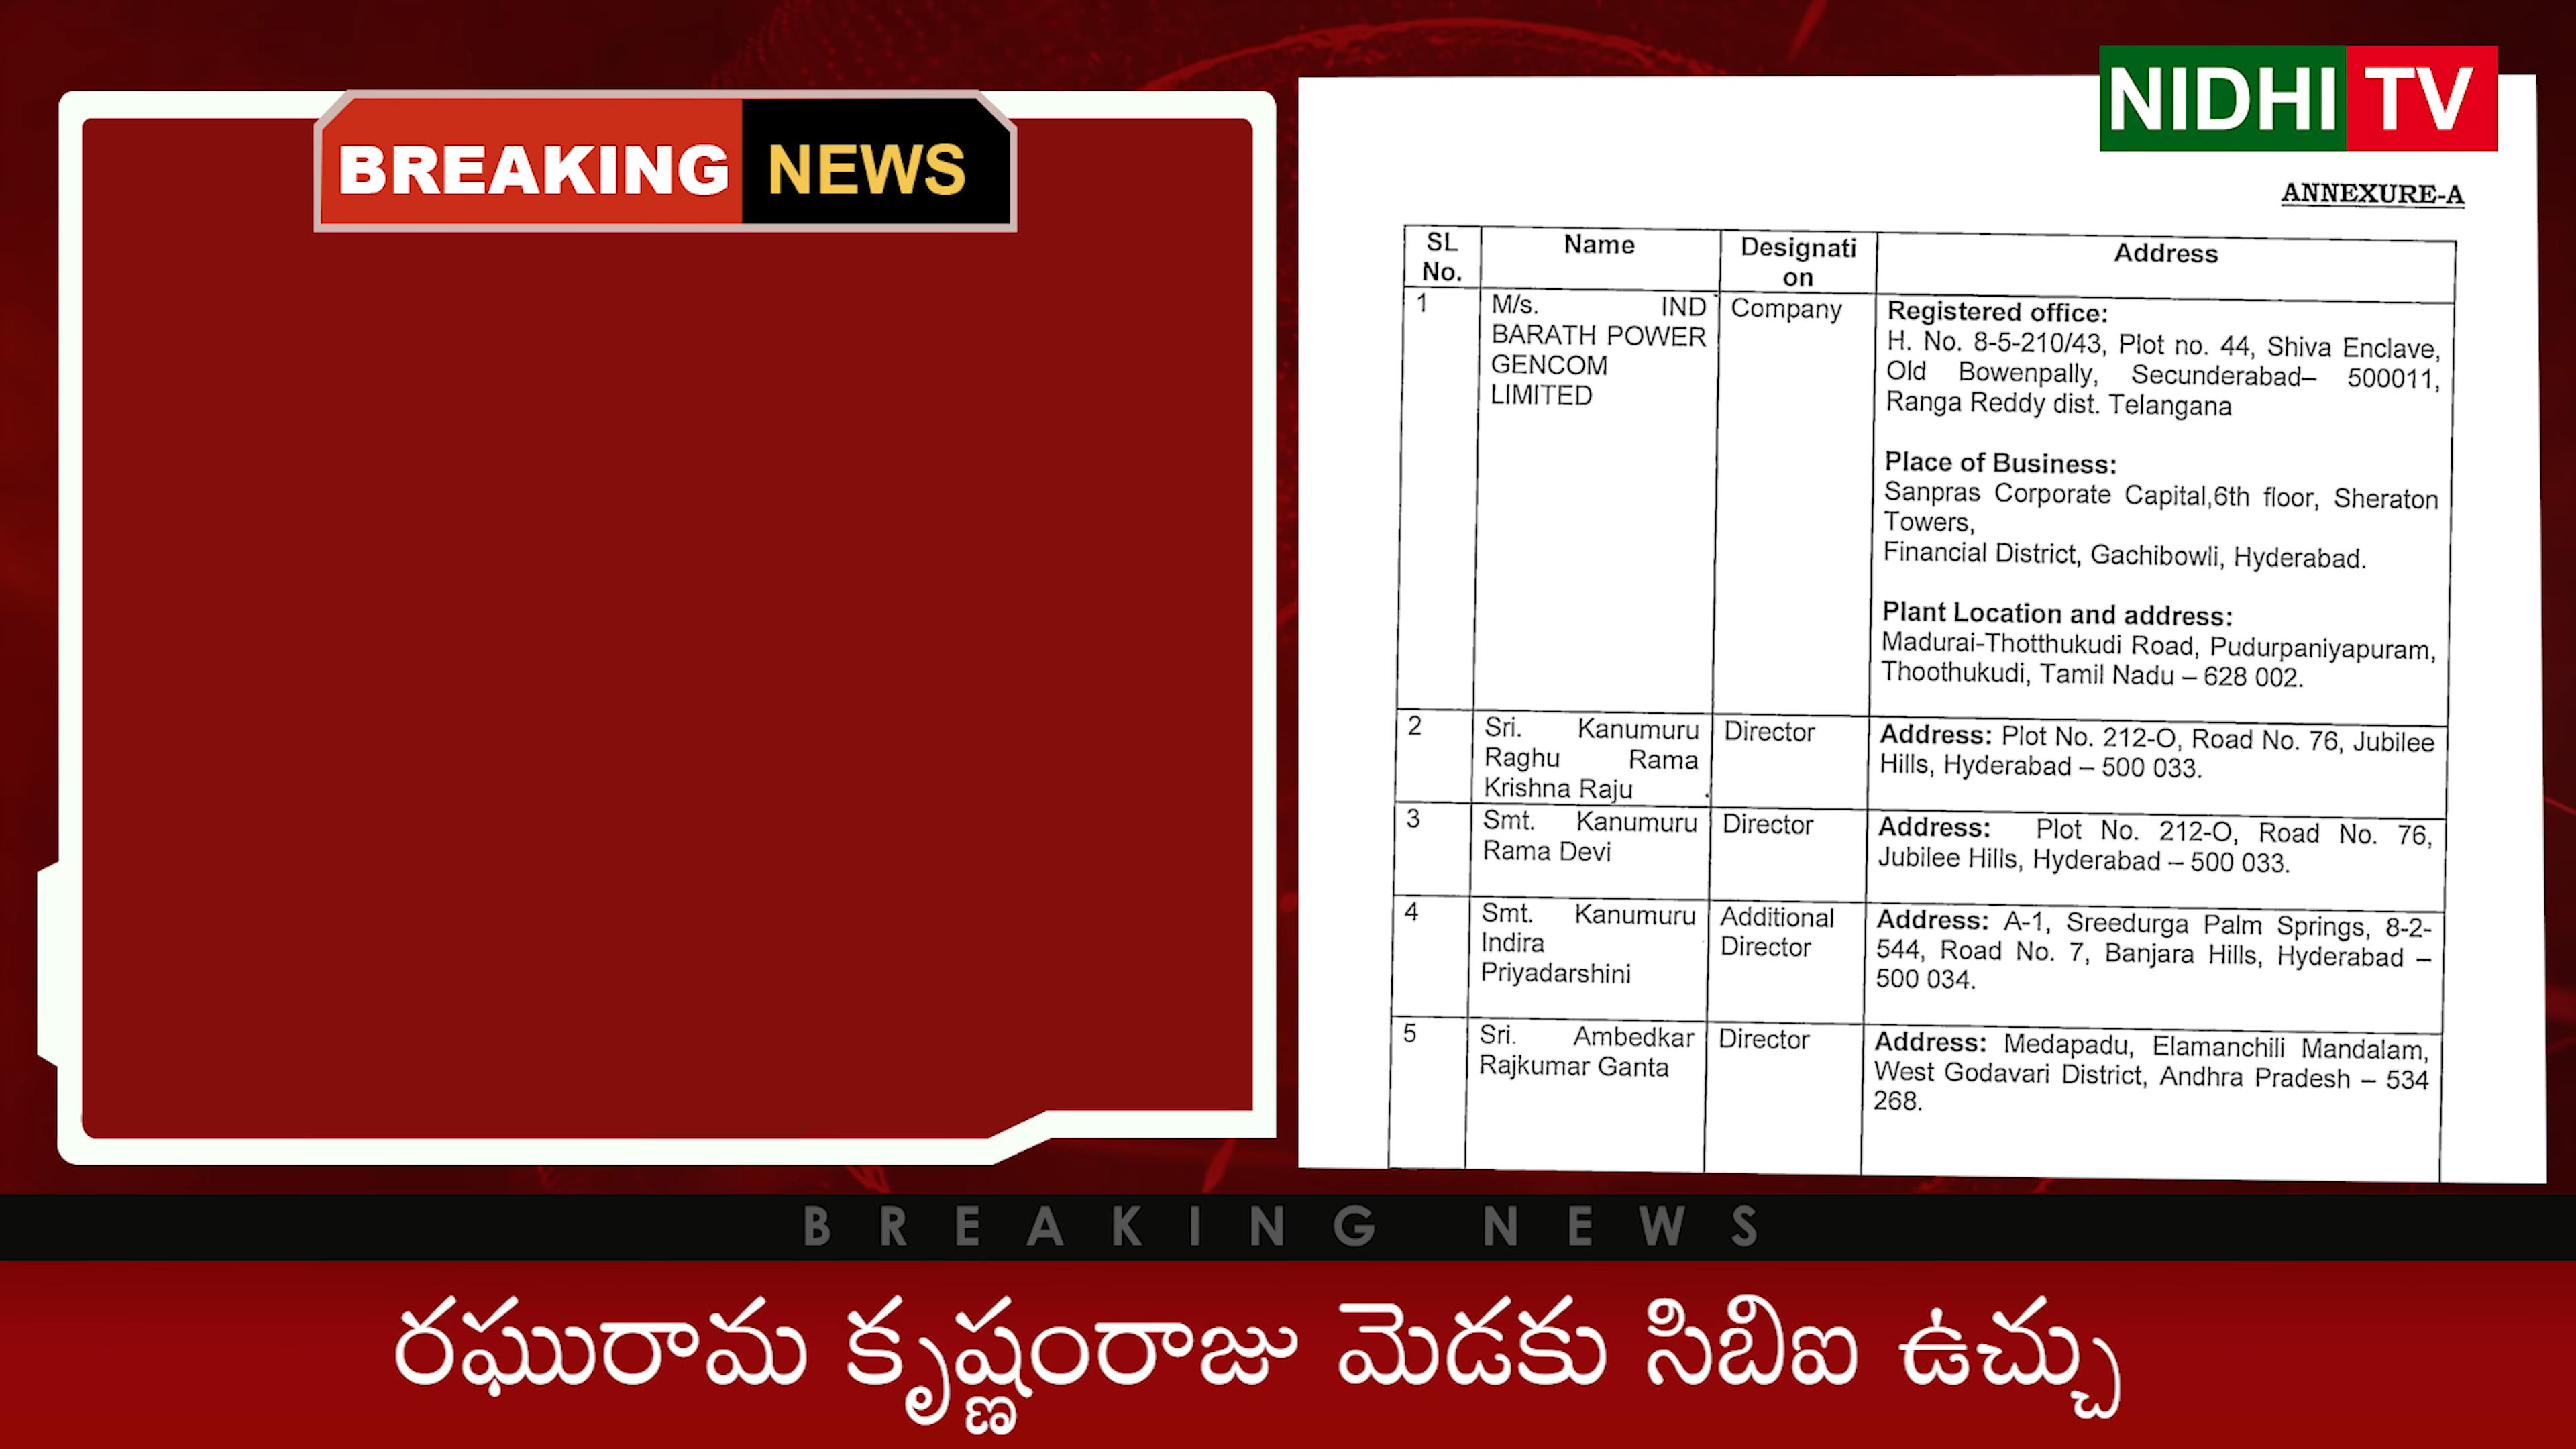 NIDHI TV
BREAKING NEWS
ANNEXURE-A
SL No. Name Designati on Address
1 M/s. IND BARATH POWER GENCOM LIMITED Company
Registered office:
H. No. 8-5-210/43, Plot no. 44, Shiva Enclave,
Old Bowenpally, Secunderabad– 500011,
Ranga Reddy dist. Telangana
Place of Business:
Sanpras Corporate Capital,6th floor, Sheraton
Towers,
Financial District, Gachibowli, Hyderabad.
Plant Location and address:
Madurai-Thotthukudi Road, Pudurpaniyapuram,
Thoothukudi, Tamil Nadu – 628 002.
2 Sri. Kanumuru Raghu Rama Krishna Raju Director
Address: Plot No. 212-O, Road No. 76, Jubilee
Hills, Hyderabad – 500 033.
3 Smt. Kanumuru Rama Devi Director
Address: Plot No. 212-O, Road No. 76,
Jubilee Hills, Hyderabad – 500 033.
4 Smt. Kanumuru Indira Priyadarshini Additional Director
Address: A-1, Sreedurga Palm Springs, 8-2-
544, Road No. 7, Banjara Hills, Hyderabad –
500 034.
5 Sri. Ambedkar Rajkumar Ganta Director
Address: Medapadu, Elamanchili Mandalam,
West Godavari District, Andhra Pradesh – 534
268.
BREAKING NEWS
రఘురామ కృష్ణంరాజు మెడకు సిబిఐ ఉచ్చు